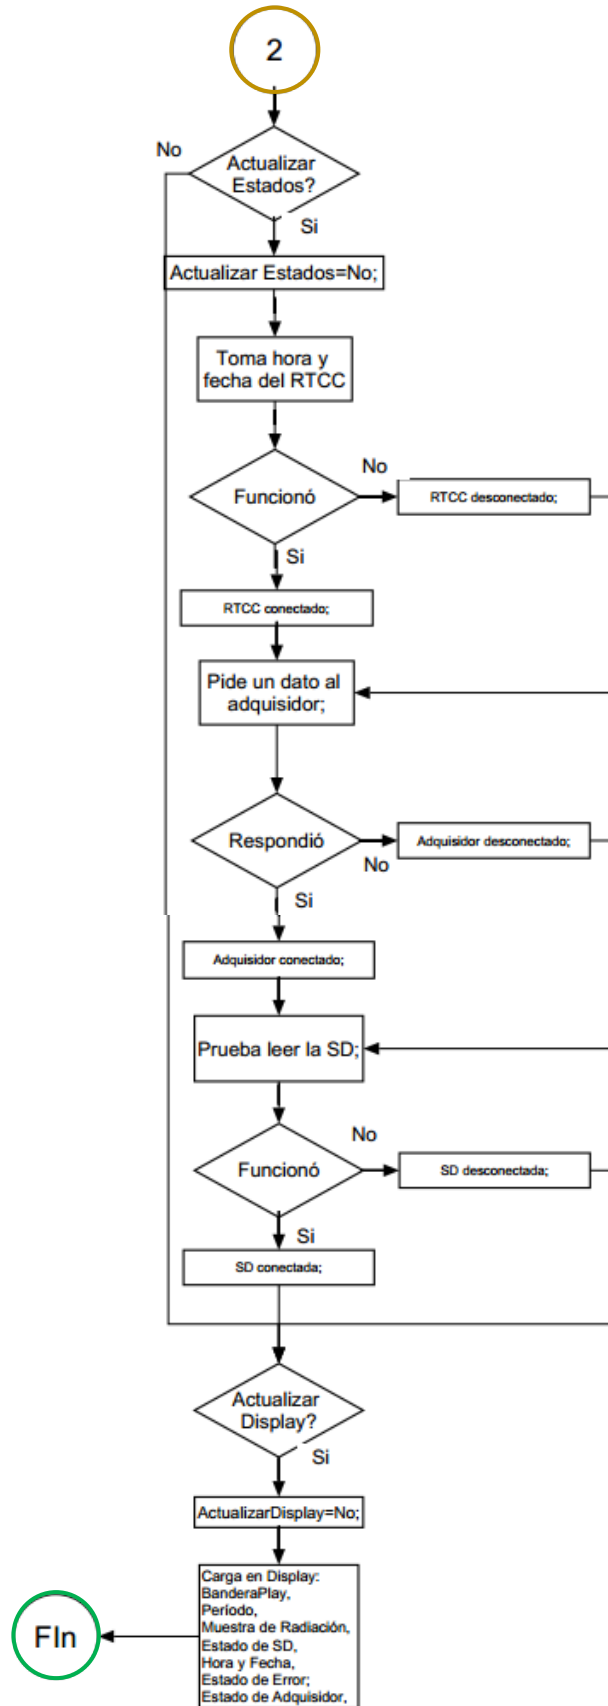 2
No
Actualizar
Estados?
Si
Actualizar Estados=No;
Toma hora y
fecha del RTCC
No
Funcionó
RTCC desconectado;
Si
RTCC conectado;
Pide un dato al
adquisidor;
Respondió
Adquisidor desconectado;
No
Si
Adquisidor conectado;
Prueba leer la SD;
No
Funcionó
SD desconectada;
Si
SD conectada;
Actualizar
Display?
Si
ActualizarDisplay=No;
Carga en Display:
BanderaPlay,
Período,
Muestra de Radiación,
Estado de SD,
Hora y Fecha,
Estado de Error;
Estado de Adquisidor,
FIn